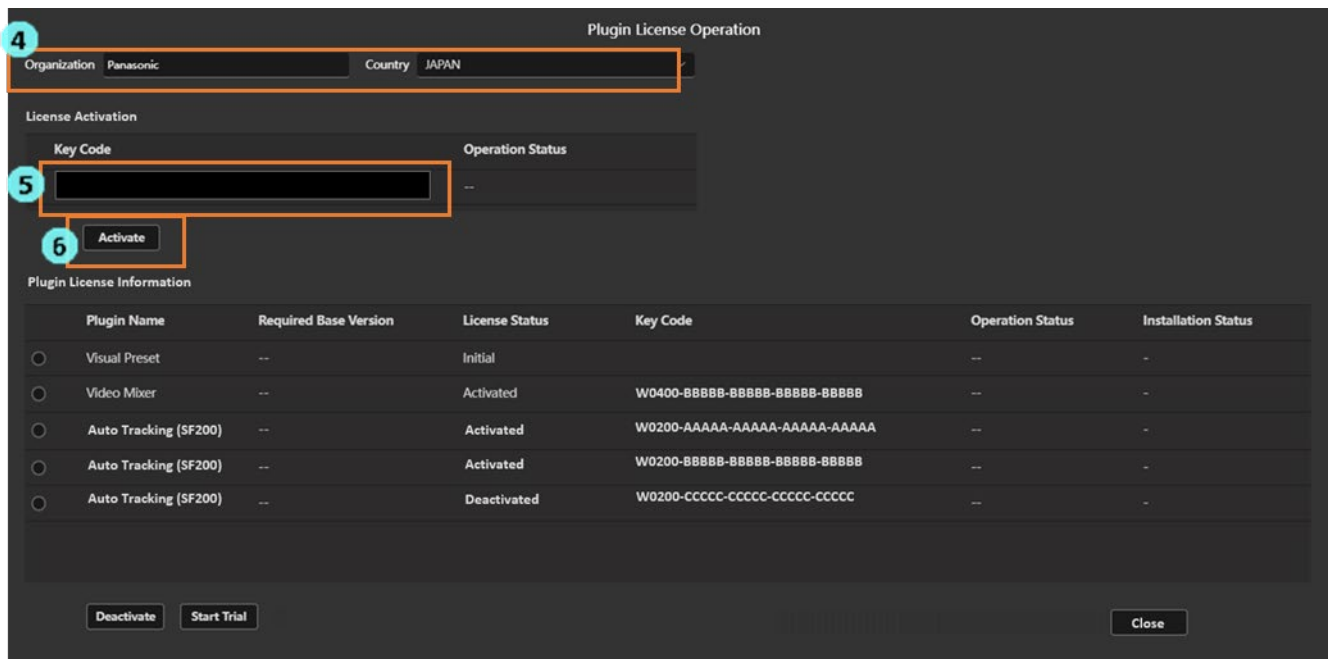 Plugin License Operation
4
Organization Panasonic Country JAPAN
License Activation
Key Code Operation Status
5 --
6 Activate
Plugin License Information
Plugin Name Required Base Version License Status Key Code Operation Status Installation Status
Visual Preset -- Initial -- -
Video Mixer -- Activated W0400-BBBBB-BBBBB-BBBBB-BBBBB -- -
Auto Tracking (SF200) -- Activated W0200-AAAAA-AAAAA-AAAAA-AAAAA -- -
Auto Tracking (SF200) -- Activated W0200-BBBBB-BBBBB-BBBBB-BBBBB -- -
Auto Tracking (SF200) -- Deactivated W0200-CCCCC-CCCCC-CCCCC-CCCCC -- -
Deactivate Start Trial Close